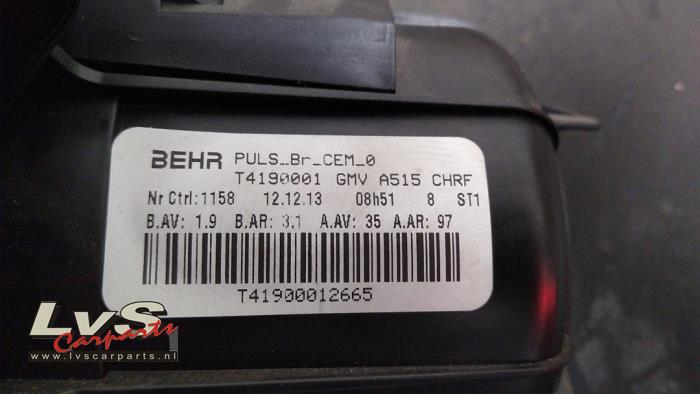 BEHR PULS_Br_CEM_0
T4190001 GMV A515 CHRF
Nr Ctrl:1158 12.12.13 08h51 8 ST1
B.AV: 1.9 B.AR: 3.1 A.AV: 35 A.AR: 97
T41900012665
LvS
Carparts
www.lvscarparts.nl